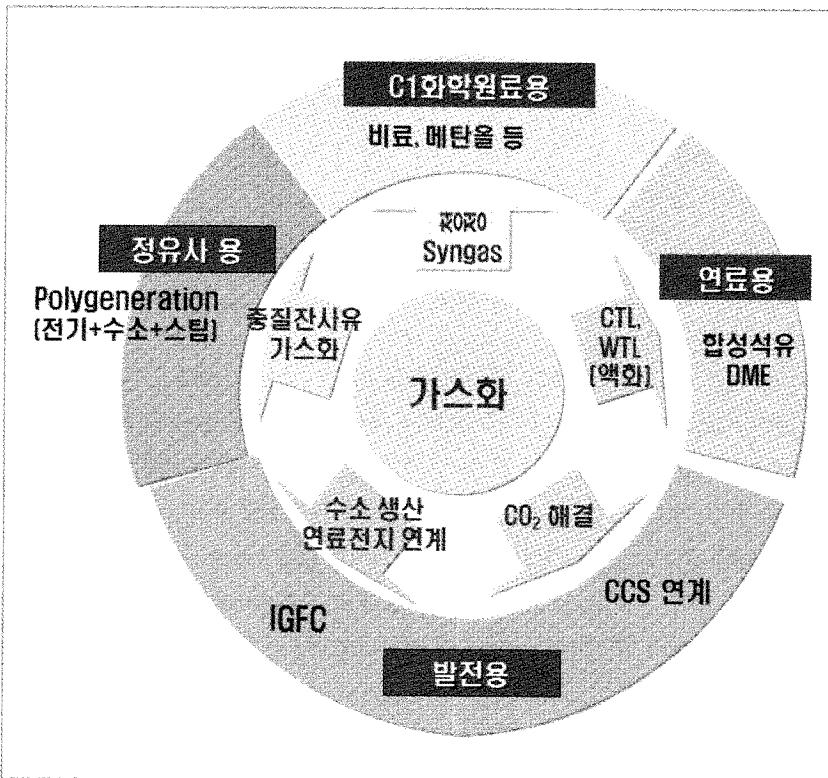 C1화학원료용
비료, 메탄올 등
정유사 용
Polygeneration
(전기+수소+스팀)
Syngas
연료용
합성석유
DME
중질잔사유
가스화
CTL,
WTL
(액화)
가스화
수소 생산
연료전지 연계
CO₂ 해결
CCS 연계
IGFC
발전용